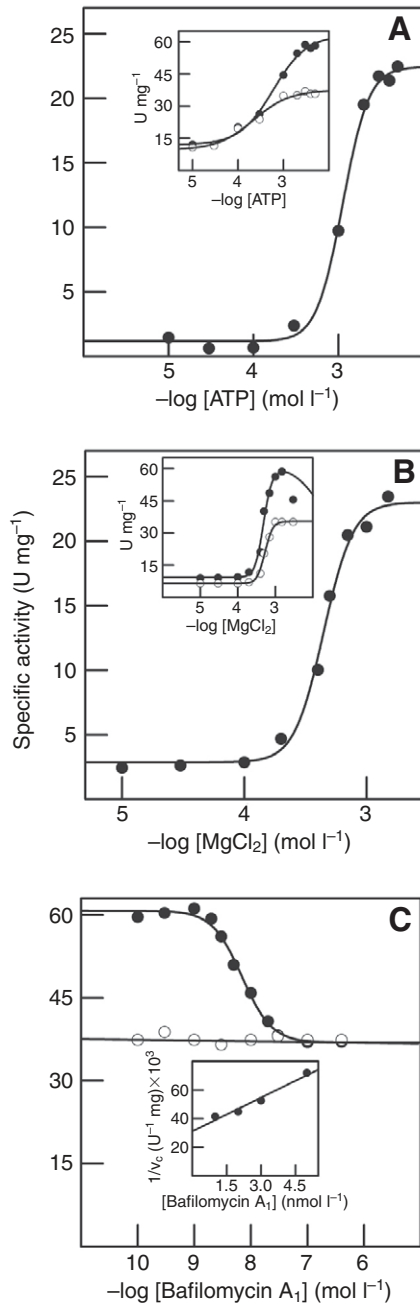 A
25
20
15
10
5
60
45
30
15
U mg⁻¹
5 4 3
–log [ATP]
5 4 3
–log [ATP] (mol l⁻¹)
B
Specific activity (U mg⁻¹)
25
20
15
10
5
60
45
30
15
U mg⁻¹
5 4 3
–log [MgCl₂]
5 4 3
–log [MgCl₂] (mol l⁻¹)
C
60
45
30
15
1/vc (U⁻¹ mg)×10³
60
40
20
1.5 3.0 4.5
[Bafilomycin A₁] (nmol l⁻¹)
10 9 8 7 6
–log [Bafilomycin A₁] (mol l⁻¹)